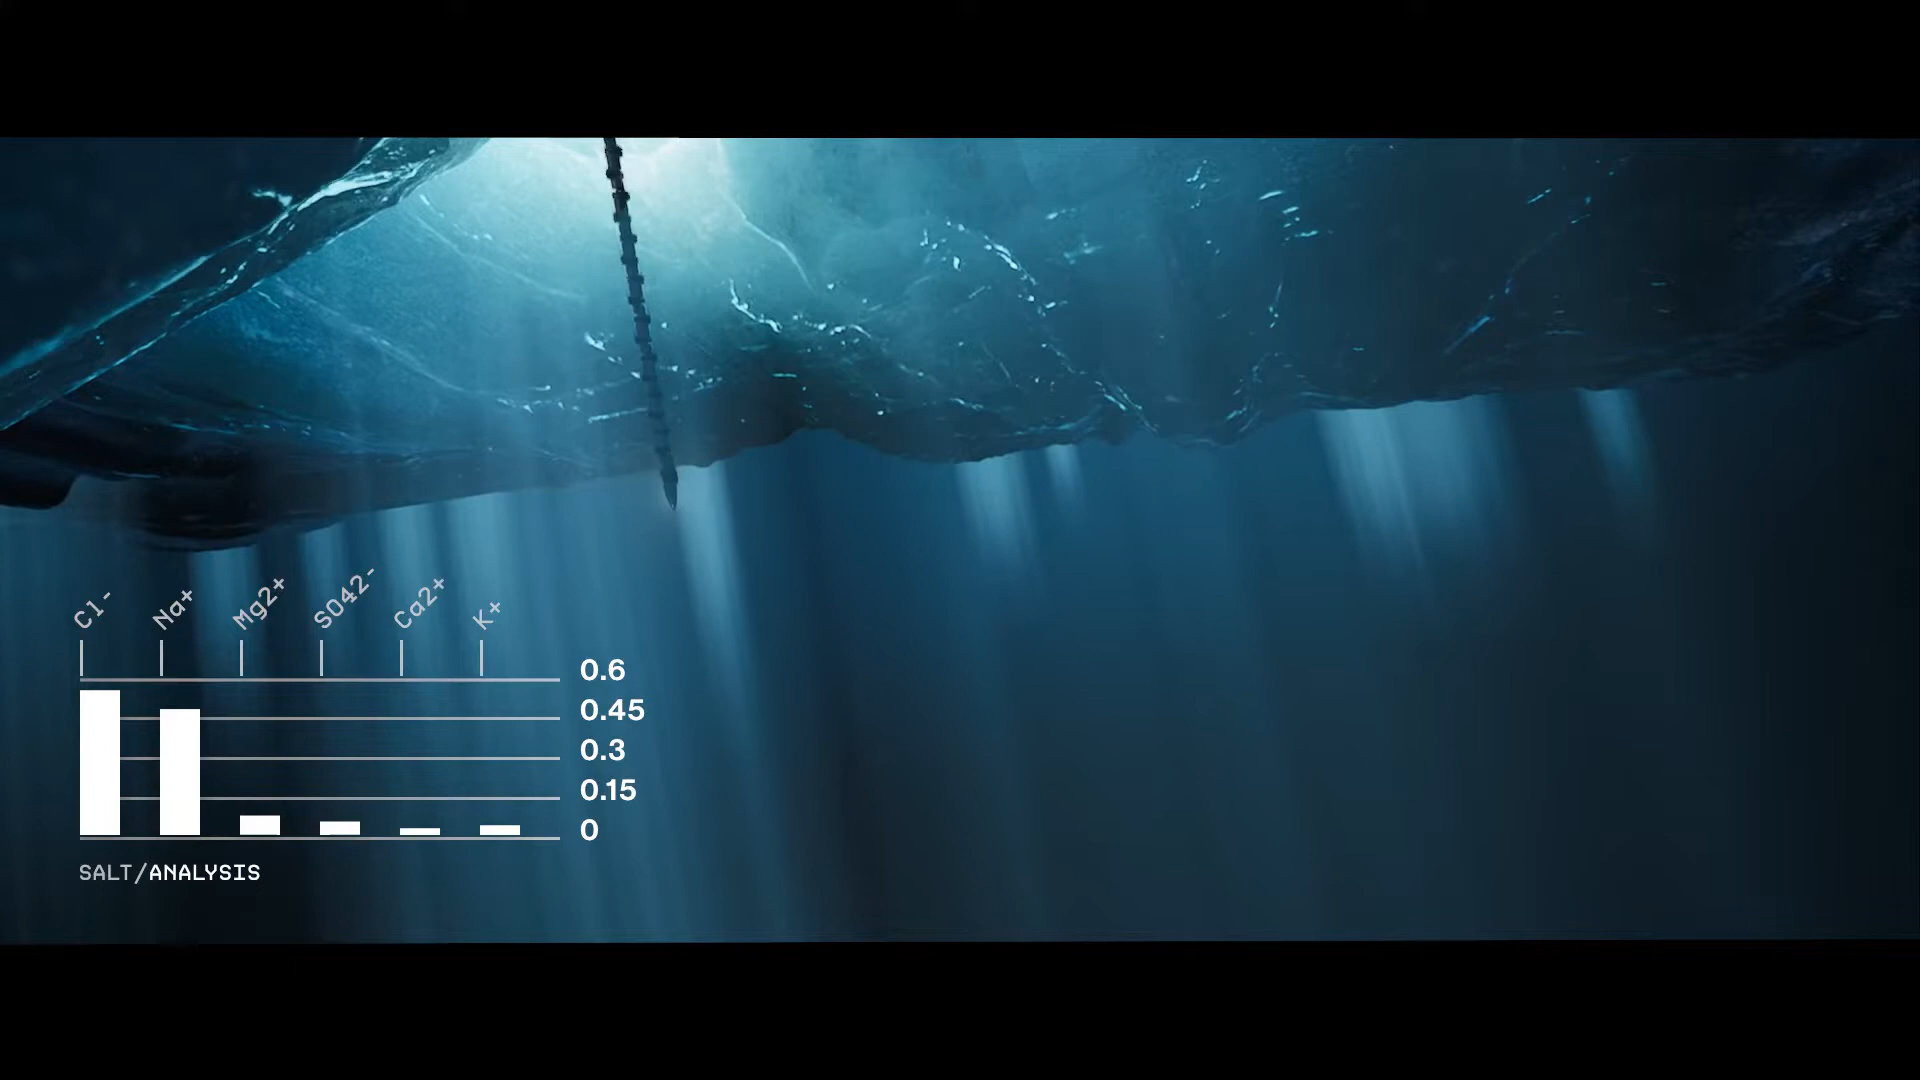 Cl-
Na+
Mg2+
SO42-
Ca2+
K+
0.6
0.45
0.3
0.15
0
SALT/ANALYSIS